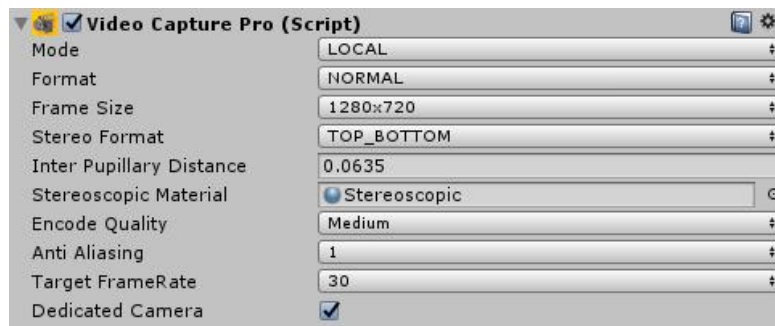 Video Capture Pro (Script)
Mode LOCAL
Format NORMAL
Frame Size 1280x720
Stereo Format TOP_BOTTOM
Inter Pupillary Distance 0.0635
Stereoscopic Material Stereoscopic
Encode Quality Medium
Anti Aliasing 1
Target FrameRate 30
Dedicated Camera